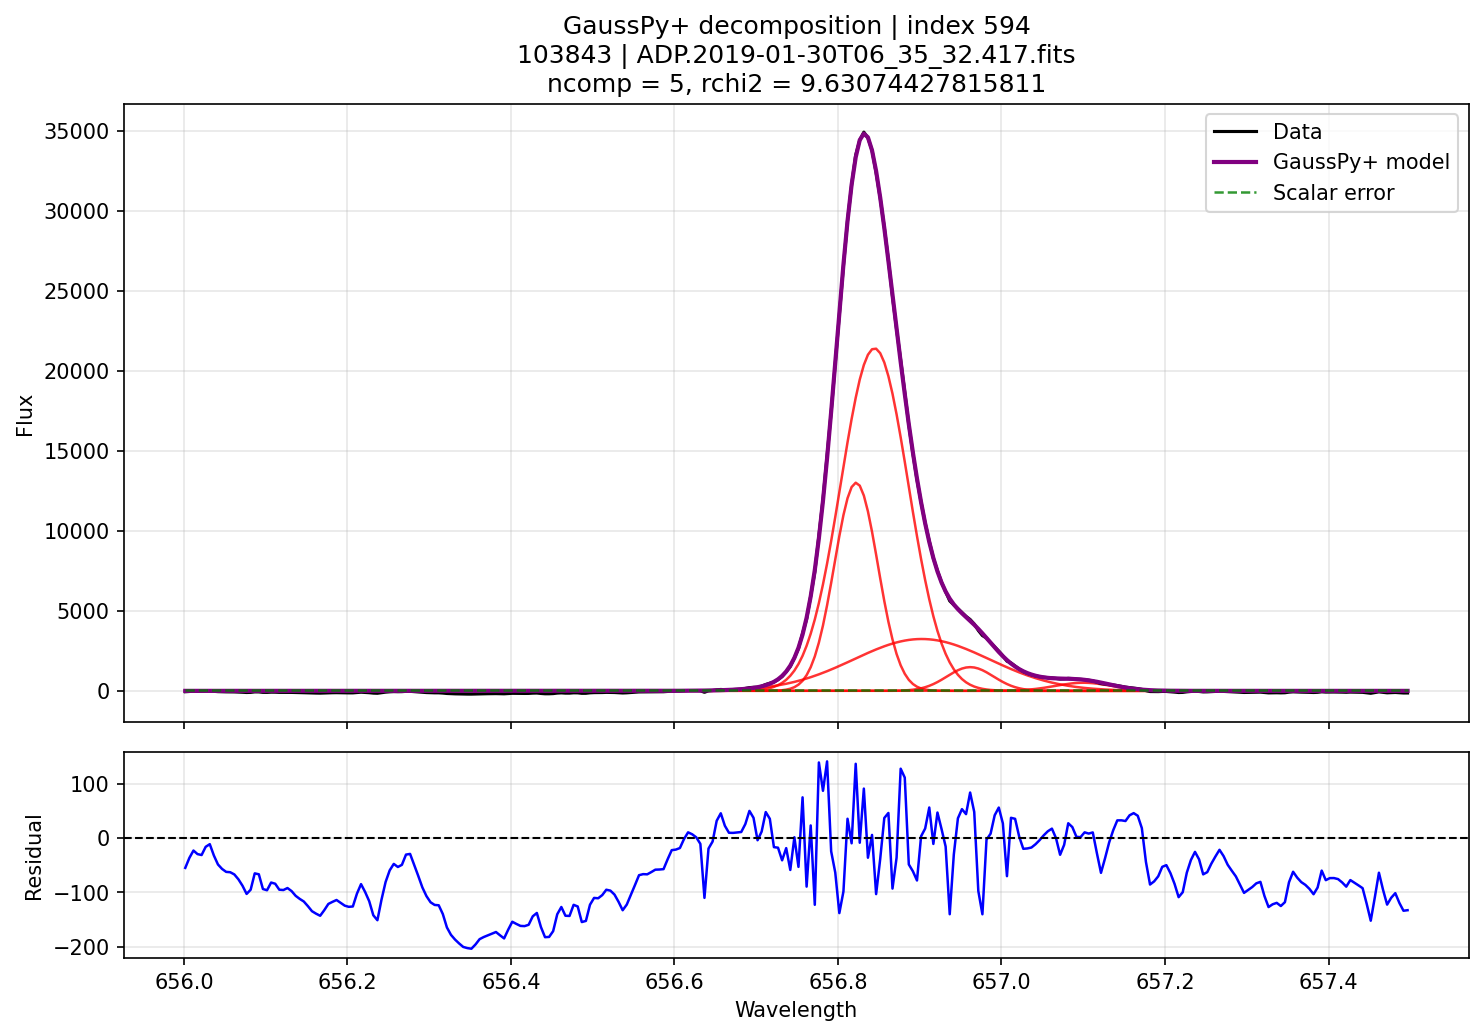 GaussPy+ decomposition | index 594
103843 | ADP.2019-01-30T06_35_32.417.fits
ncomp = 5, rchi2 = 9.63074427815811
Data
GaussPy+ model
Scalar error
35000
30000
25000
20000
15000
10000
5000
0
Flux
100
0
−100
−200
Residual
656.0
656.2
656.4
656.6
656.8
657.0
657.2
657.4
Wavelength